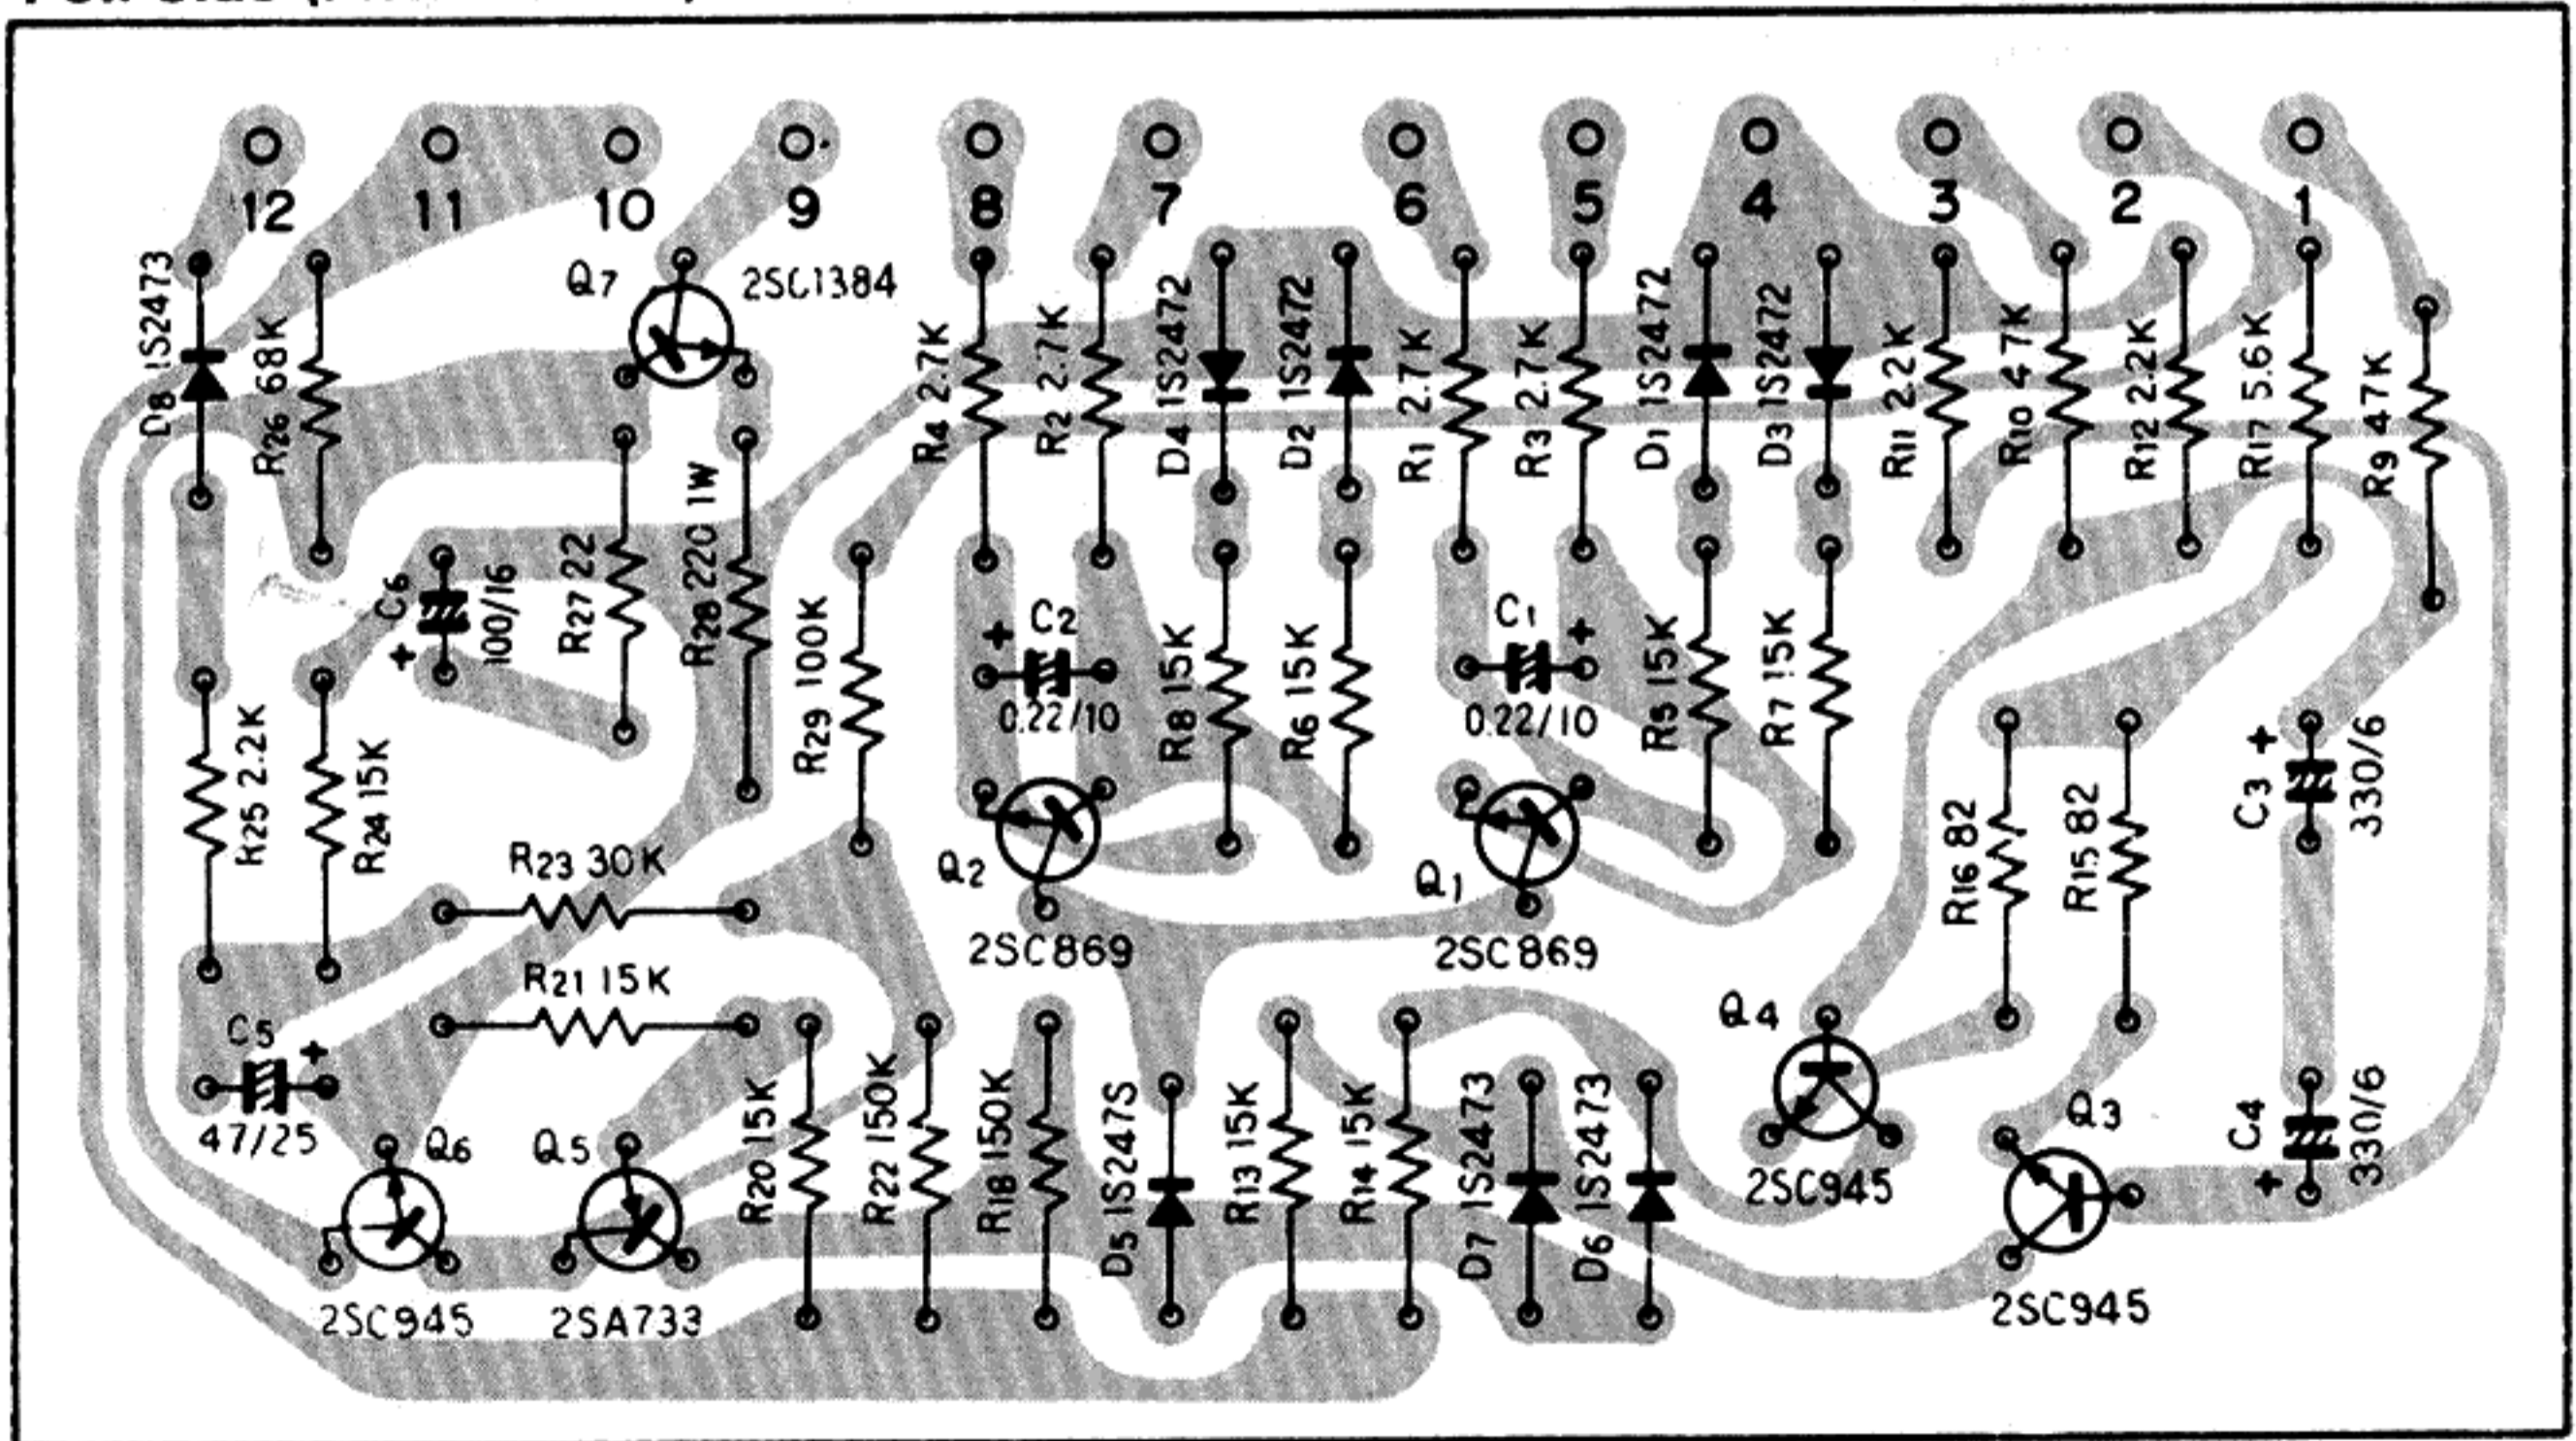 12 11 10 9 8 7 6 5 4 3 2 1
D8 1S2473
R26 68K
Q7 2SC1384
R4 2.7K
R2 2.7K
D4 1S2472
D2 1S2472
R1 2.7K
R3 2.7K
D1 1S2472
D3 1S2472
R11 2.2K
R10 47K
R12 2.2K
R17 5.6K
R9 47K
C6 100/16 +
R27 22
R28 220 1W
R29 100K
+ C2 0.22/10
R8 15K
R6 15K
C1 + 0.22/10
R5 15K
R7 15K
R25 2.2K
R24 15K
R23 30K
R21 15K
Q2 2SC869
Q1 2SC869
R16 82
R15 82
+ C3 330/6
C5 + 47/25
Q6 2SC945
Q5 2SA733
R20 15K
R22 150K
R18 150K
D5 1S2473
R13 15K
R14 15K
D7 1S2473
D6 1S2473
Q4 2SC945
Q3 2SC945
C4 + 330/6